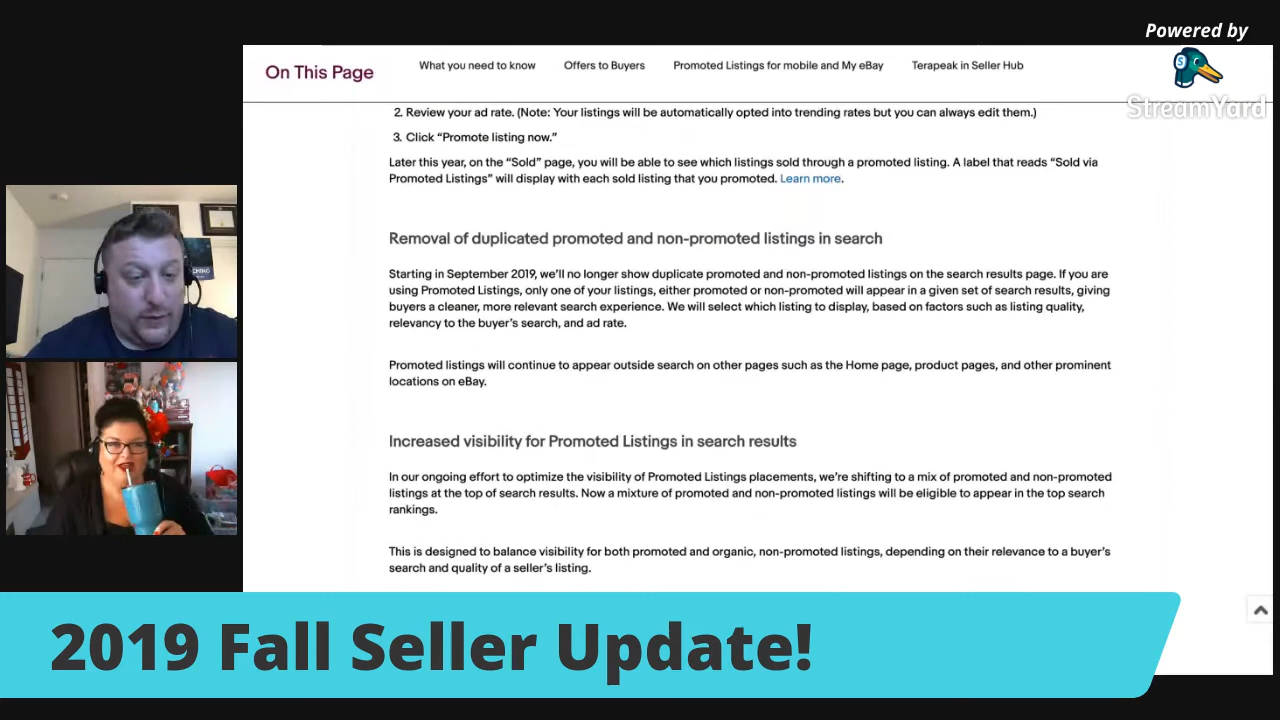 Powered by
StreamYard
On This Page
What you need to know
Offers to Buyers
Promoted Listings for mobile and My eBay
Terapeak in Seller Hub
2. Review your ad rate. (Note: Your listings will be automatically opted into trending rates but you can always edit them.)
3. Click “Promote listing now.”
Later this year, on the “Sold” page, you will be able to see which listings sold through a promoted listing. A label that reads “Sold via
Promoted Listings” will display with each sold listing that you promoted. Learn more.
Removal of duplicated promoted and non-promoted listings in search
Starting in September 2019, we’ll no longer show duplicate promoted and non-promoted listings on the search results page. If you are
using Promoted Listings, only one of your listings, either promoted or non-promoted will appear in a given set of search results, giving
buyers a cleaner, more relevant search experience. We will select which listing to display, based on factors such as listing quality,
relevancy to the buyer’s search, and ad rate.
Promoted listings will continue to appear outside search on other pages such as the Home page, product pages, and other prominent
locations on eBay.
Increased visibility for Promoted Listings in search results
In our ongoing effort to optimize the visibility of Promoted Listings placements, we’re shifting to a mix of promoted and non-promoted
listings at the top of search results. Now a mixture of promoted and non-promoted listings will be eligible to appear in the top search
rankings.
This is designed to balance visibility for both promoted and organic, non-promoted listings, depending on their relevance to a buyer’s
search and quality of a seller’s listing.
2019 Fall Seller Update!